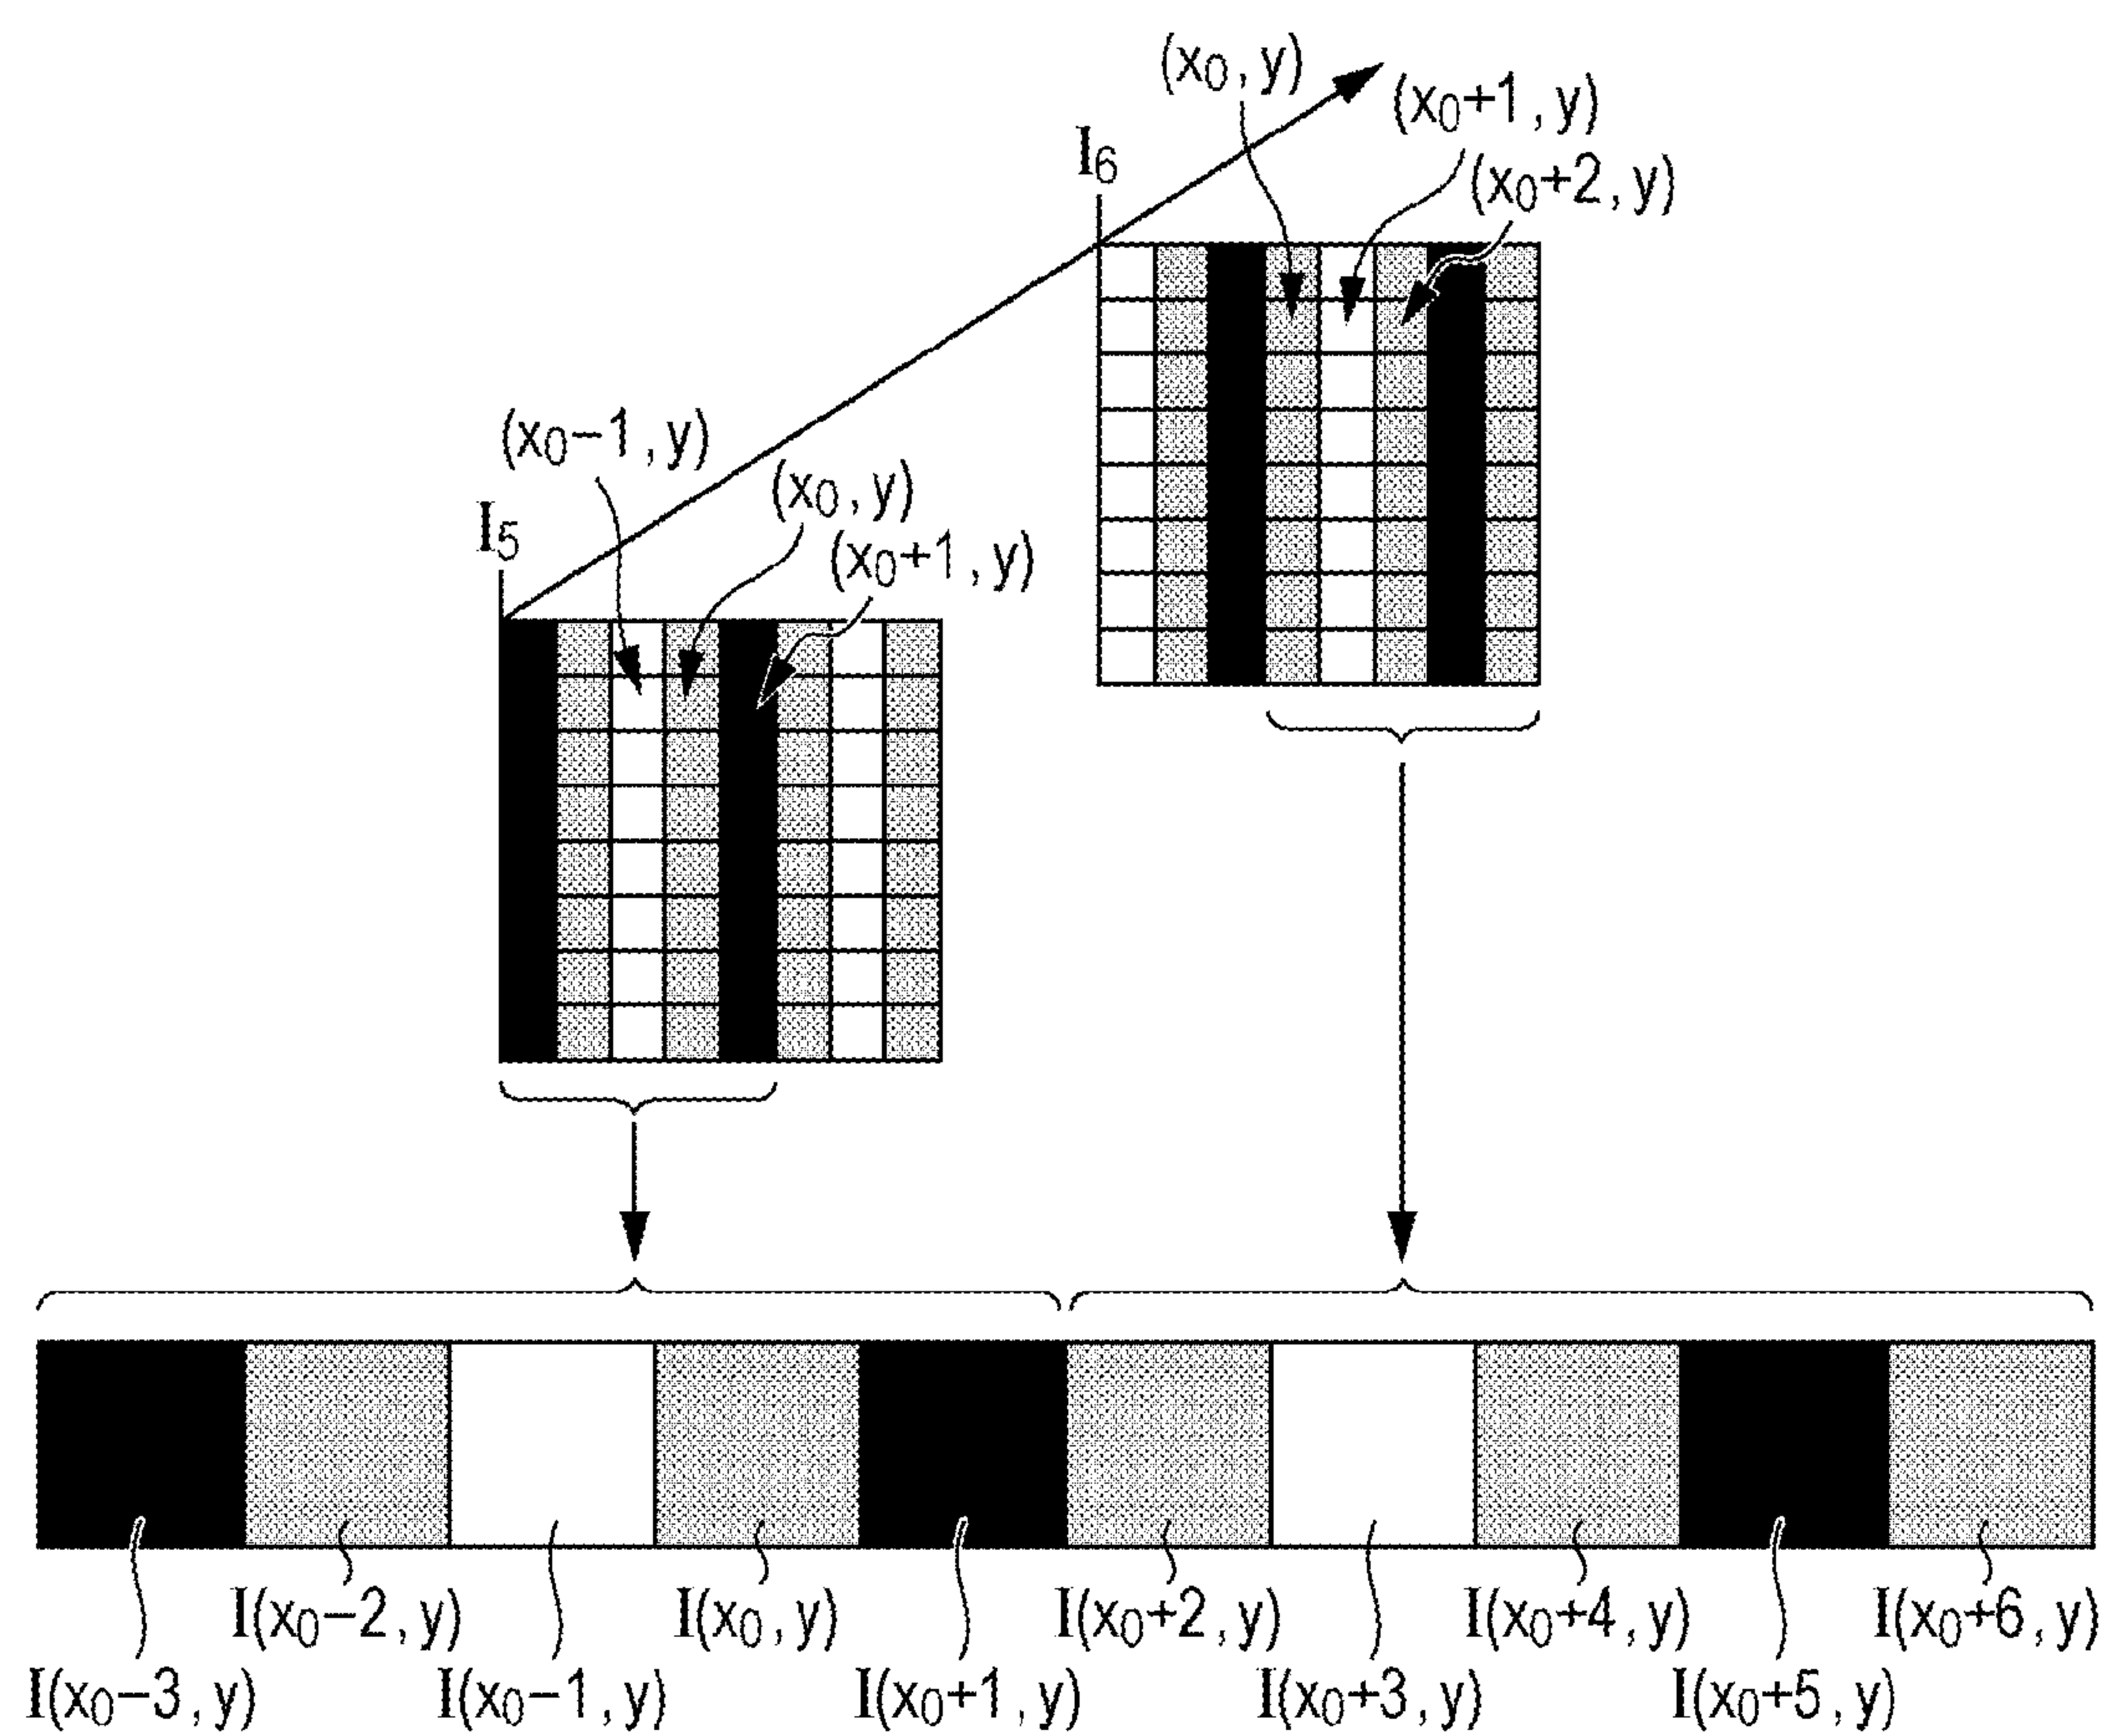 (x₀, y)
(x₀+1, y)
I₆
(x₀+2, y)
(x₀−1, y)
(x₀, y)
I₅
(x₀+1, y)
I(x₀−2, y) I(x₀, y) I(x₀+2, y) I(x₀+4, y) I(x₀+6, y)
I(x₀−3, y) I(x₀−1, y) I(x₀+1, y) I(x₀+3, y) I(x₀+5, y)